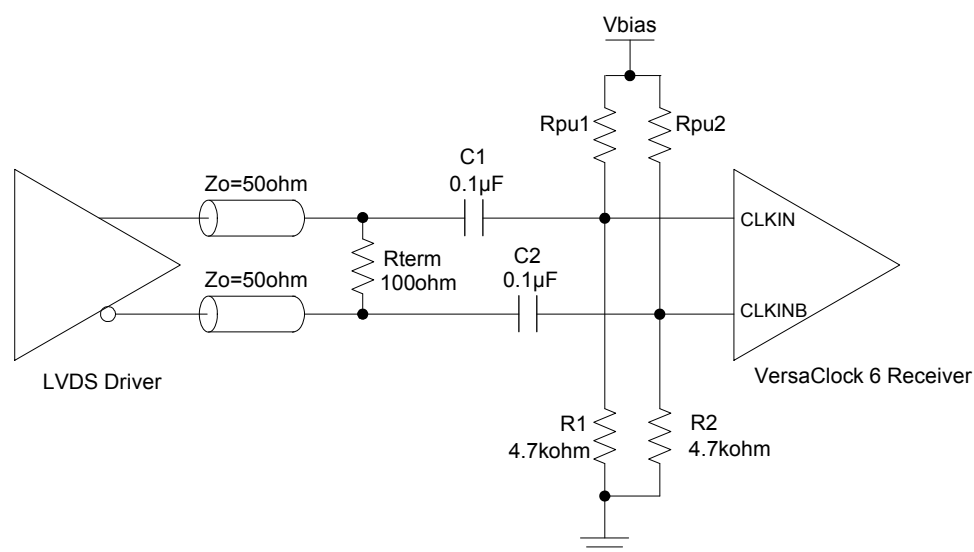 Vbias
Rpu1
Rpu2
C1
0.1µF
Zo=50ohm
CLKIN
Rterm
100ohm
C2
0.1µF
Zo=50ohm
CLKINB
LVDS Driver
VersaClock 6 Receiver
R1
4.7kohm
R2
4.7kohm